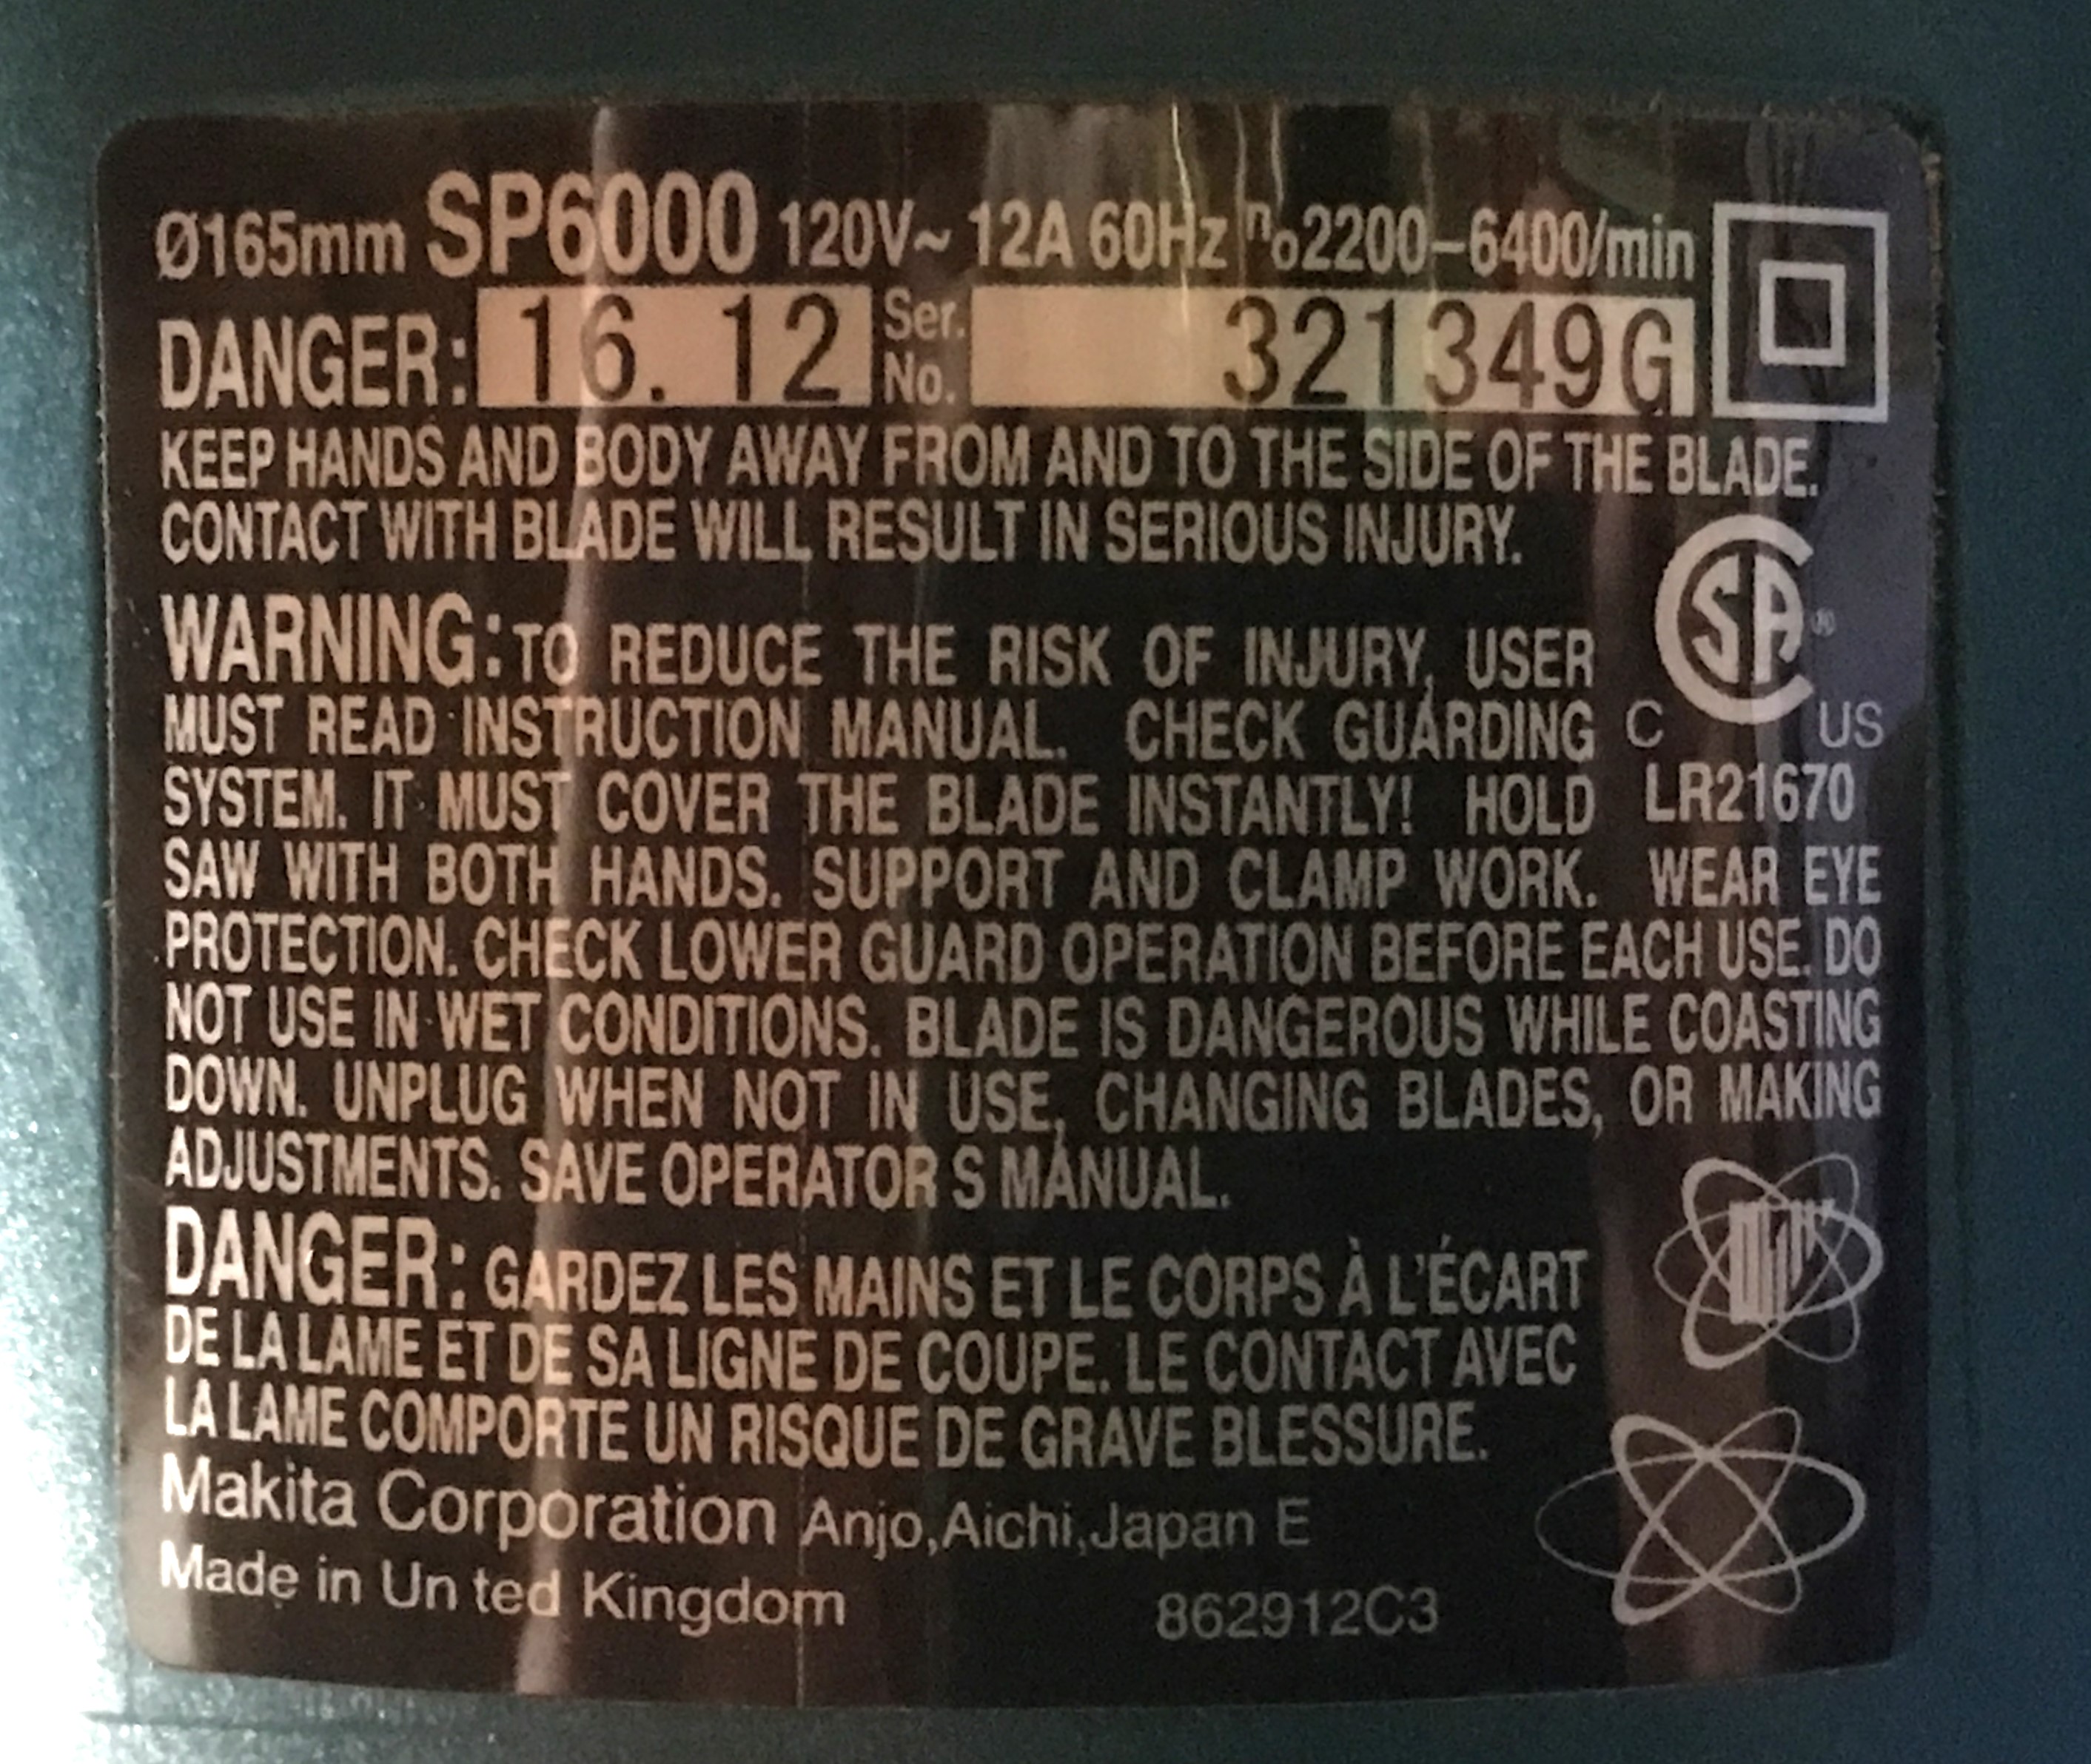 Ø165mm SP6000 120V~ 12A 60Hz no2200–6400/min
DANGER: 16. 12 Ser. No. 321349G
KEEP HANDS AND BODY AWAY FROM AND TO THE SIDE OF THE BLADE.
CONTACT WITH BLADE WILL RESULT IN SERIOUS INJURY.
WARNING: TO REDUCE THE RISK OF INJURY, USER
MUST READ INSTRUCTION MANUAL. CHECK GUARDING
SYSTEM. IT MUST COVER THE BLADE INSTANTLY! HOLD
SAW WITH BOTH HANDS. SUPPORT AND CLAMP WORK. WEAR EYE
PROTECTION. CHECK LOWER GUARD OPERATION BEFORE EACH USE. DO
NOT USE IN WET CONDITIONS. BLADE IS DANGEROUS WHILE COASTING
DOWN. UNPLUG WHEN NOT IN USE, CHANGING BLADES, OR MAKING
ADJUSTMENTS. SAVE OPERATOR S MANUAL.
CSA®
C US
LR21670
DANGER: GARDEZ LES MAINS ET LE CORPS À L'ÉCART
DE LA LAME ET DE SA LIGNE DE COUPE. LE CONTACT AVEC
LA LAME COMPORTE UN RISQUE DE GRAVE BLESSURE.
Makita Corporation Anjo,Aichi,Japan E
Made in Un ted Kingdom 862912C3